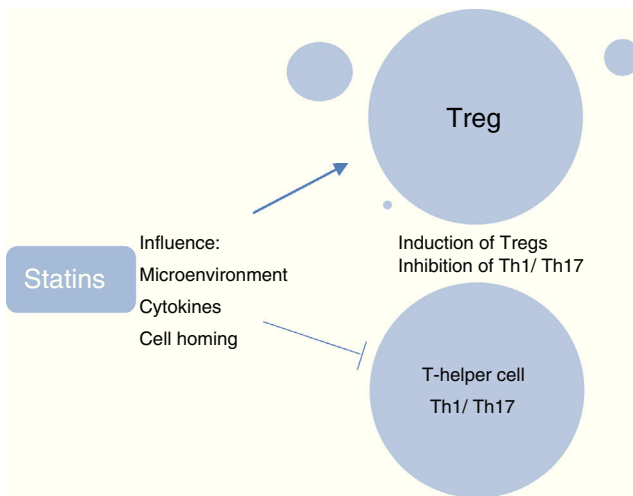 Treg
Influence:
Microenvironment
Cytokines
Cell homing
Statins
Induction of Tregs
Inhibition of Th1/ Th17
T-helper cell
Th1/ Th17